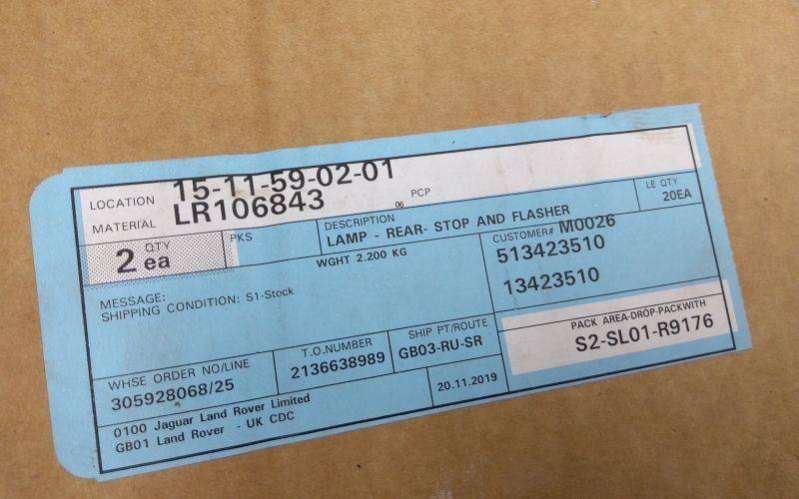 LOCATION 15-11-59-02-01
MATERIAL LR106843 06 PCP
QTY 2 ea
PKS
DESCRIPTION
LAMP - REAR- STOP AND FLASHER
LE QTY
20EA
WGHT 2.200 KG
CUSTOMER# M0026
513423510
13423510
MESSAGE:
SHIPPING CONDITION: S1-Stock
PACK AREA-DROP-PACKWITH
S2-SL01-R9176
WHSE ORDER NO/LINE
305928068/25
T.O.NUMBER
2136638989
SHIP PT/ROUTE
GB03-RU-SR
0100 Jaguar Land Rover Limited
GB01 Land Rover - UK CDC
20.11.2019